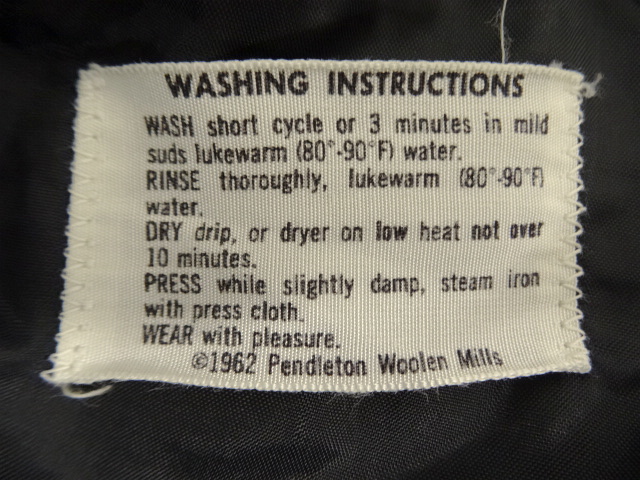 WASHING INSTRUCTIONS
WASH short cycle or 3 minutes in mild
suds lukewarm (80°-90°F) water.
RINSE thoroughly, lukewarm (80°-90°F)
water.
DRY drip, or dryer on low heat not over
10 minutes.
PRESS while slightly damp, steam iron
with press cloth.
WEAR with pleasure.
©1962 Pendleton Woolen Mills